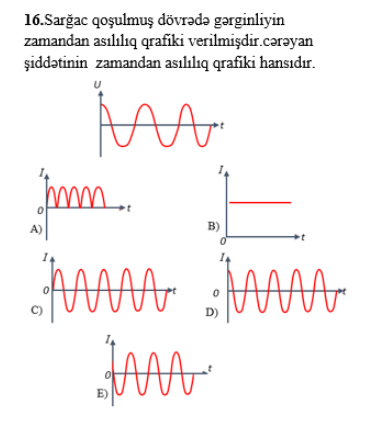 16.Sarğac qoşulmuş dövrədə gərginliyin
zamandan asılılıq qrafiki verilmişdir.cərəyan
şiddətinin zamandan asılılıq qrafiki hansıdır.
U
t
I
0
t
A)
I
B)
0
t
I
0
t
C)
I
0
t
D)
I
0
t
E)